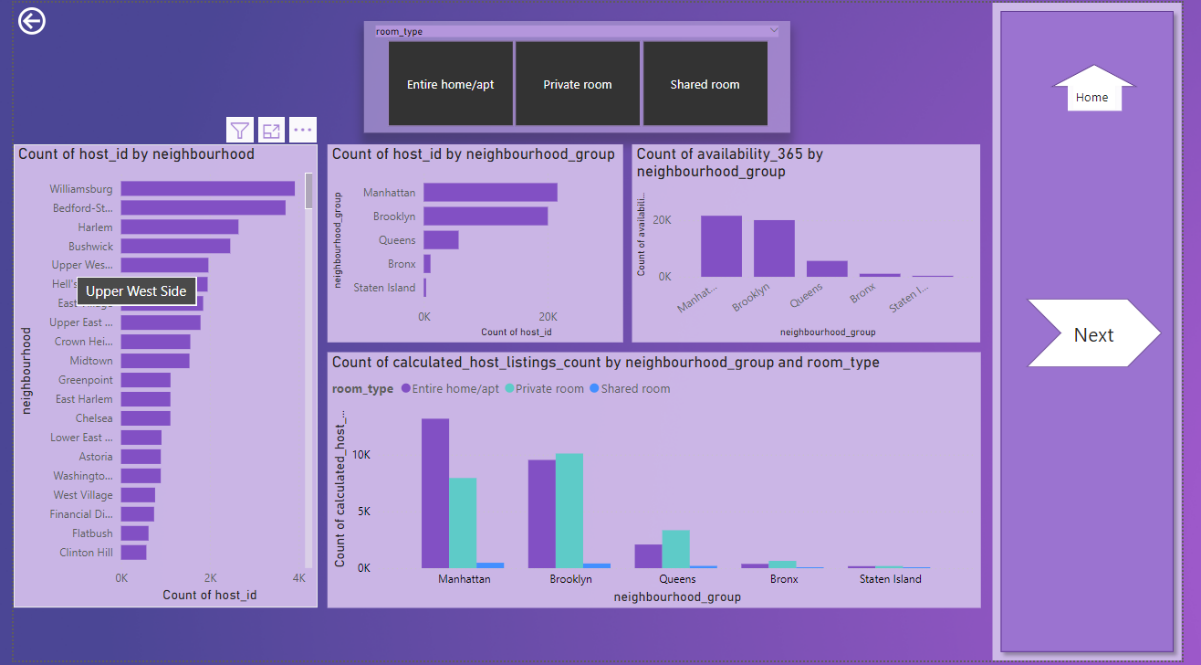 room_type
Entire home/apt
Private room
Shared room
Home
Next
Count of host_id by neighbourhood
neighbourhood
Williamsburg
Bedford-St...
Harlem
Bushwick
Upper Wes...
Hell's
Upper West Side
East Village
Upper East ...
Crown Hei...
Midtown
Greenpoint
East Harlem
Chelsea
Lower East ...
Astoria
Washingto...
West Village
Financial Di...
Flatbush
Clinton Hill
0K 2K 4K
Count of host_id
Count of host_id by neighbourhood_group
neighbourhood_group
Manhattan
Brooklyn
Queens
Bronx
Staten Island
0K 20K
Count of host_id
Count of availability_365 by
neighbourhood_group
Count of availabili...
20K
0K
Manhat...
Brooklyn
Queens
Bronx
Staten I...
neighbourhood_group
Count of calculated_host_listings_count by neighbourhood_group and room_type
room_type Entire home/apt Private room Shared room
Count of calculated_host_...
10K
5K
0K
Manhattan Brooklyn Queens Bronx Staten Island
neighbourhood_group